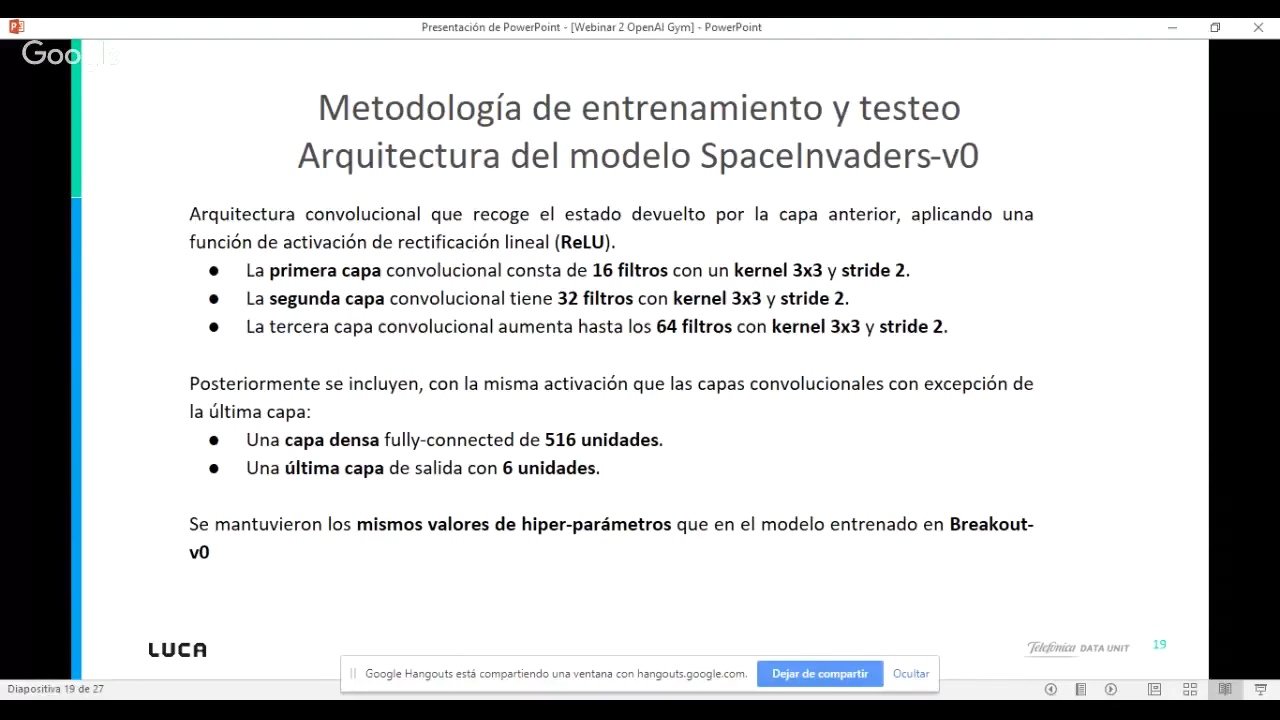 Presentación de PowerPoint - [Webinar 2 OpenAI Gym] - PowerPoint
Metodología de entrenamiento y testeo
Arquitectura del modelo SpaceInvaders-v0
Arquitectura convolucional que recoge el estado devuelto por la capa anterior, aplicando una
función de activación de rectificación lineal (ReLU).
● La primera capa convolucional consta de 16 filtros con un kernel 3x3 y stride 2.
● La segunda capa convolucional tiene 32 filtros con kernel 3x3 y stride 2.
● La tercera capa convolucional aumenta hasta los 64 filtros con kernel 3x3 y stride 2.
Posteriormente se incluyen, con la misma activación que las capas convolucionales con excepción de
la última capa:
● Una capa densa fully-connected de 516 unidades.
● Una última capa de salida con 6 unidades.
Se mantuvieron los mismos valores de hiper-parámetros que en el modelo entrenado en Breakout-
v0
LUCA
Telefónica DATA UNIT
19
Google Hangouts está compartiendo una ventana con hangouts.google.com.
Dejar de compartir
Ocultar
Diapositiva 19 de 27